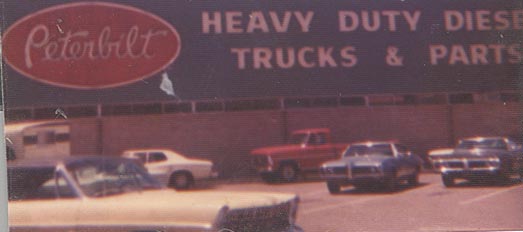 Peterbilt
HEAVY DUTY DIESE
TRUCKS & PARTS